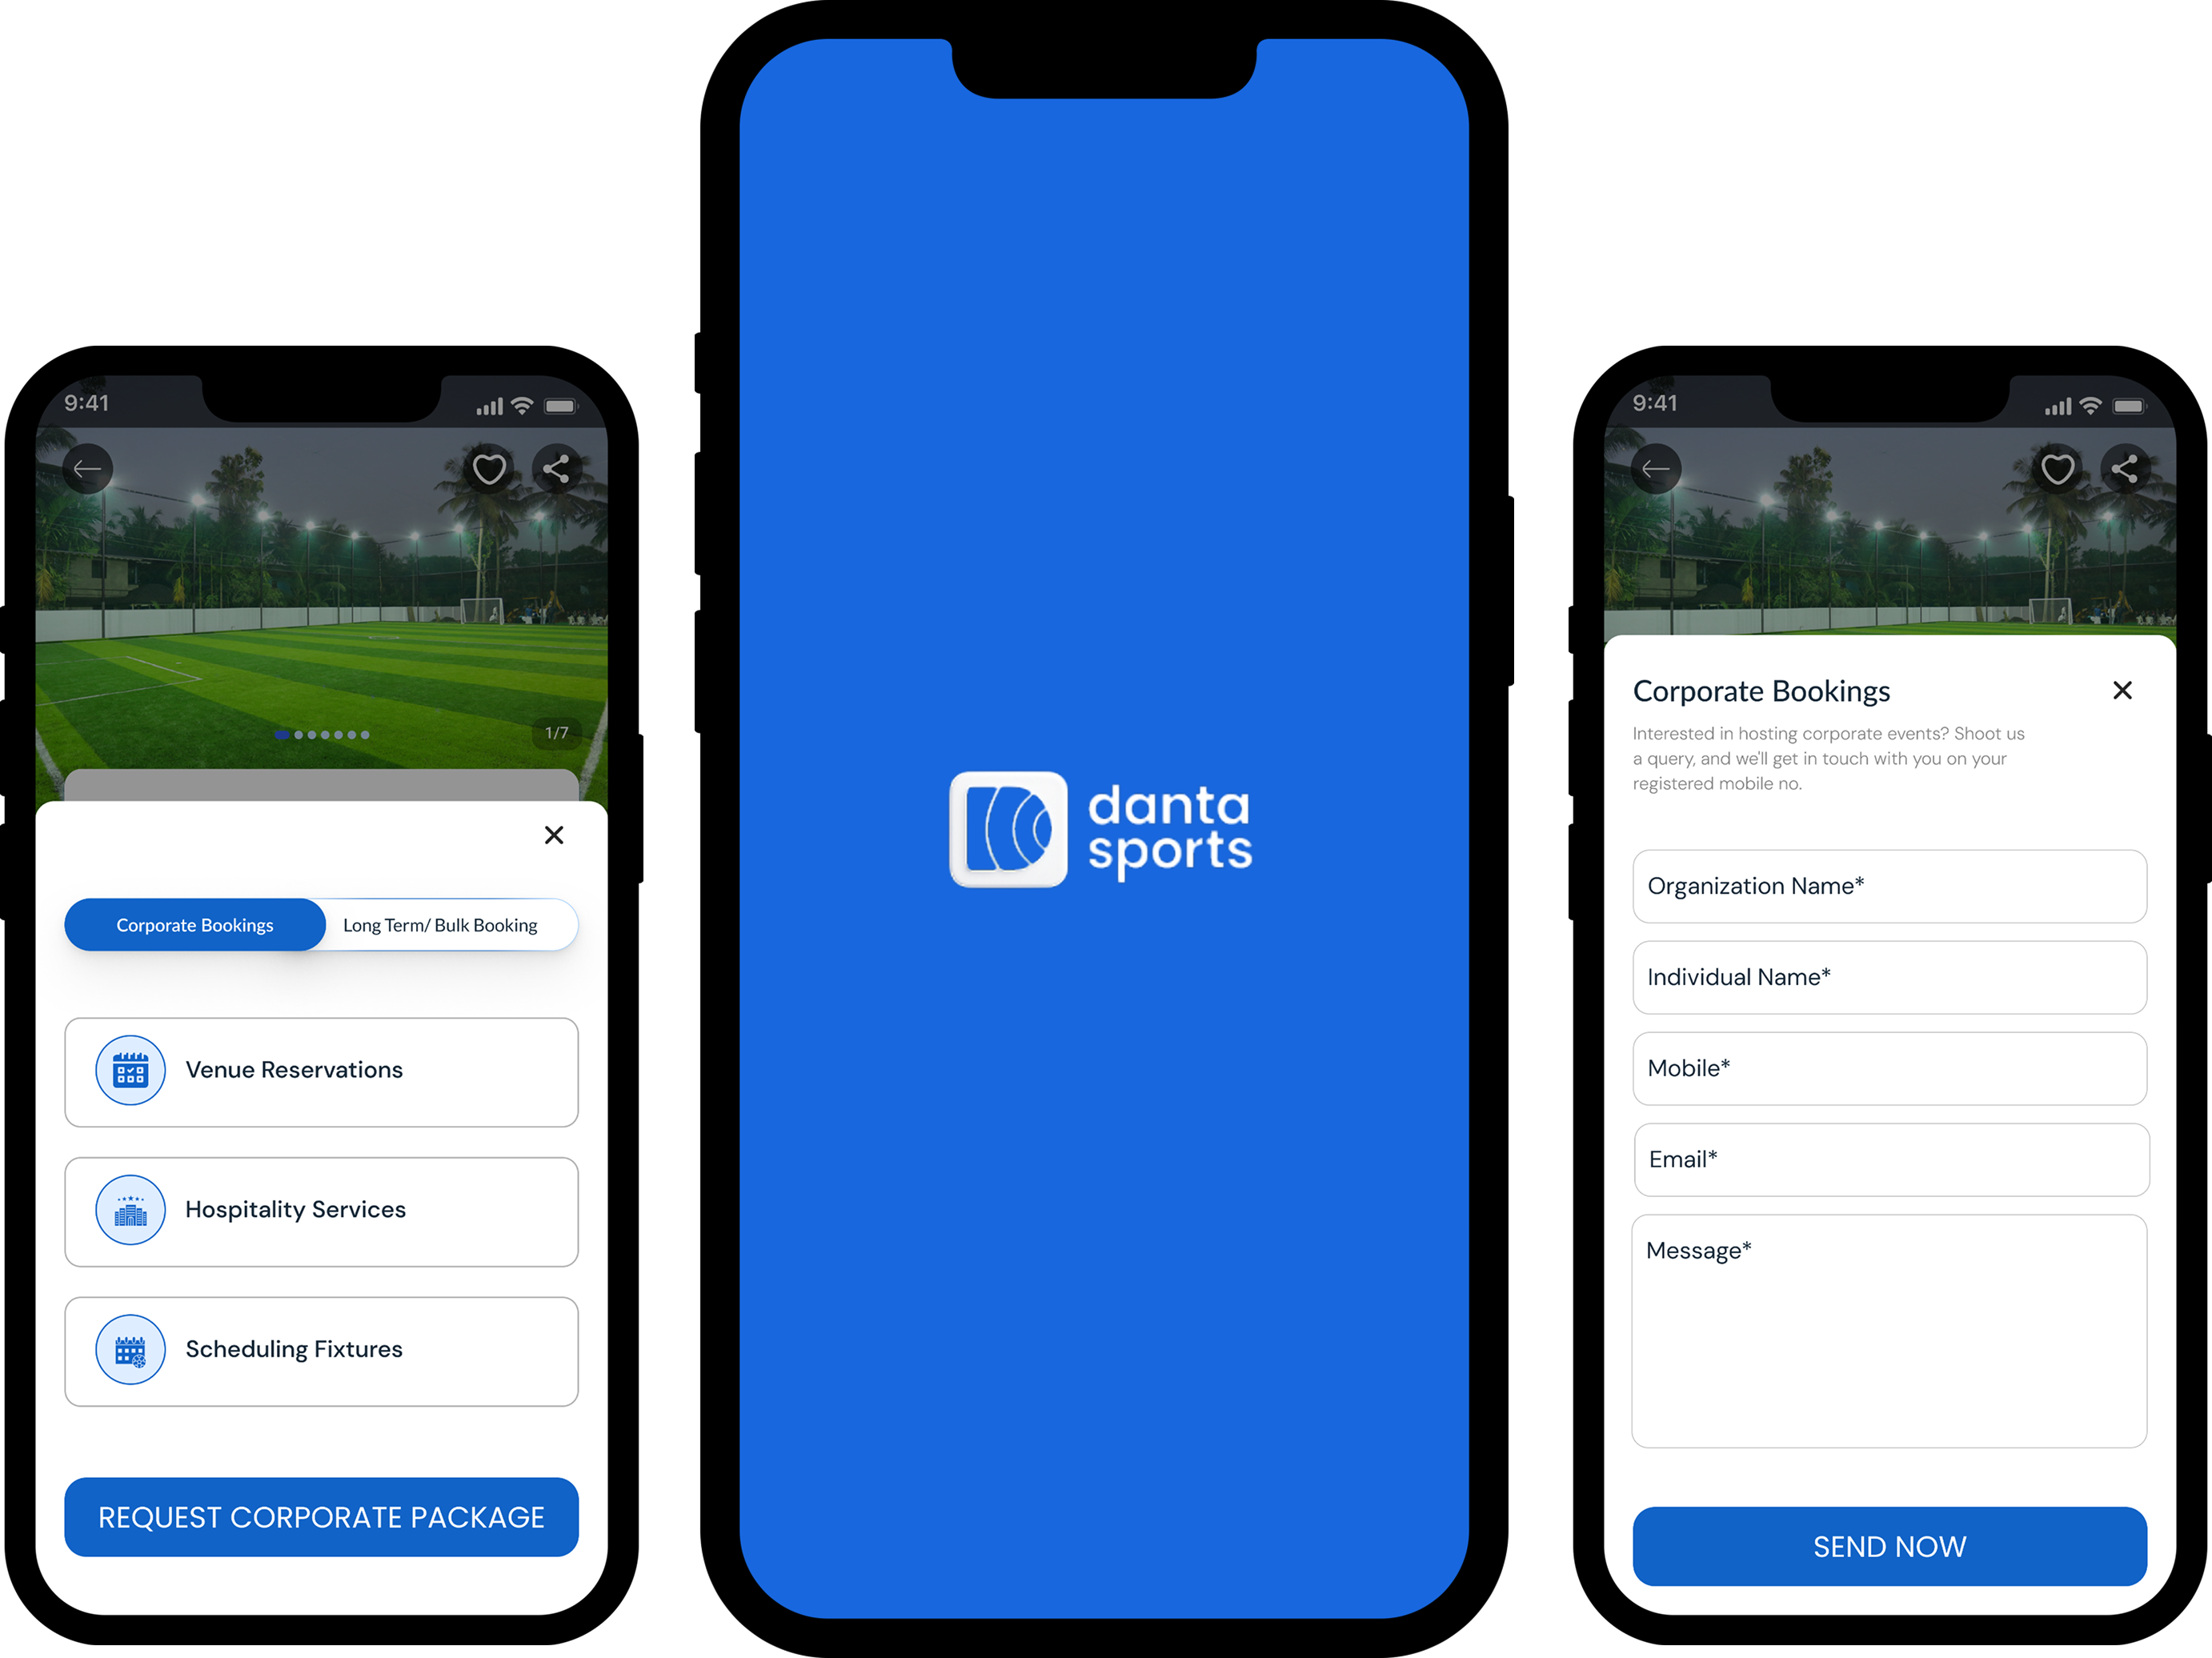 9:41
1/7
Corporate Bookings
Long Term/ Bulk Booking
Venue Reservations
Hospitality Services
Scheduling Fixtures
REQUEST CORPORATE PACKAGE
danta
sports
9:41
Corporate Bookings
Interested in hosting corporate events? Shoot us
a query, and we'll get in touch with you on your
registered mobile no.
Organization Name*
Individual Name*
Mobile*
Email*
Message*
SEND NOW